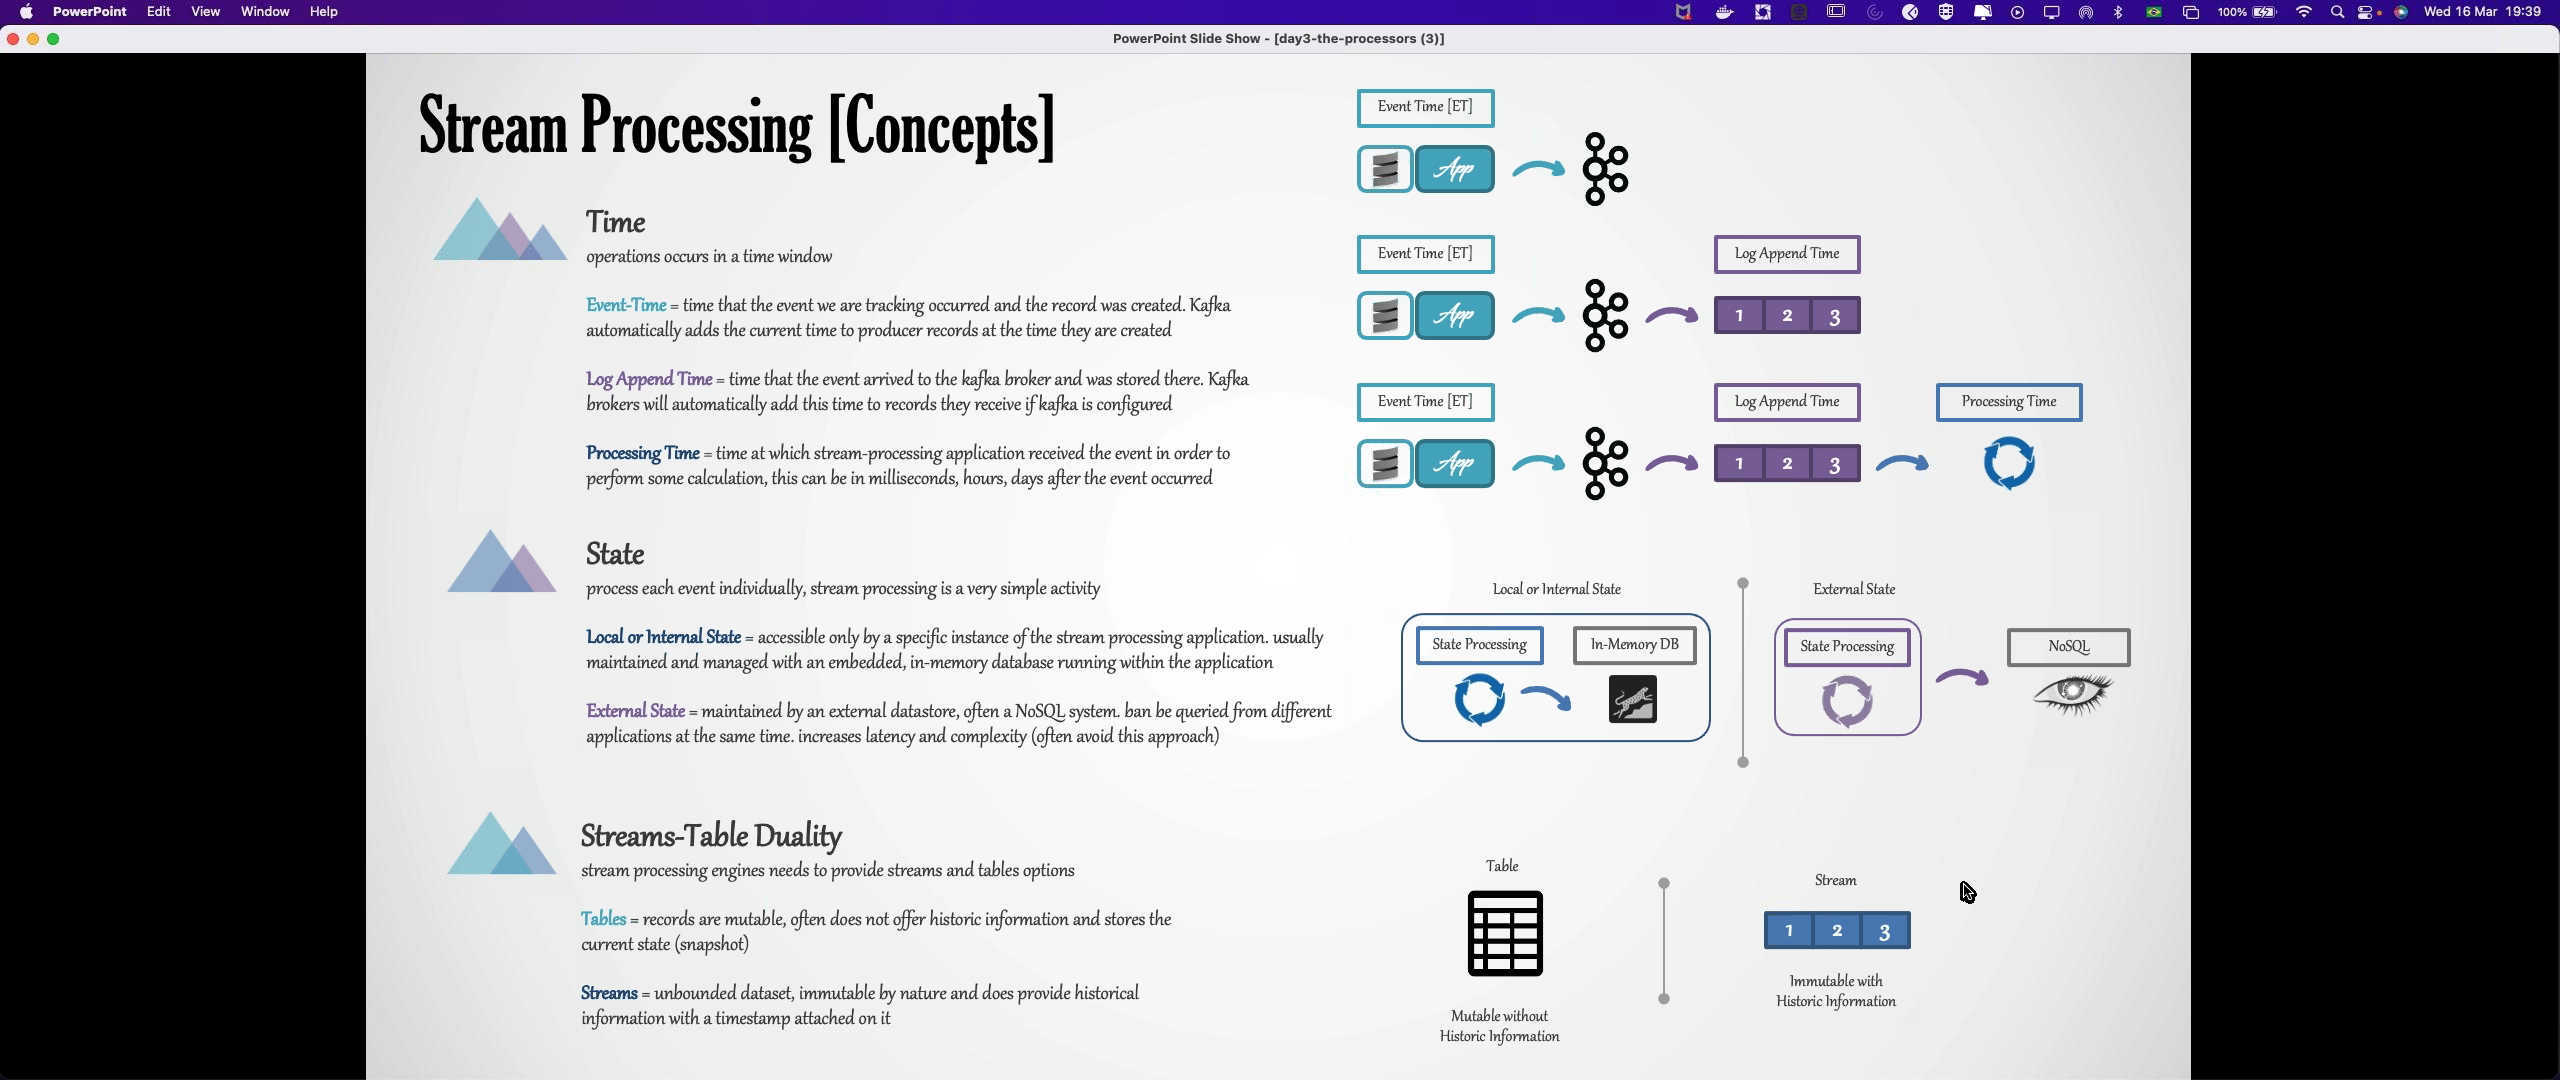 PowerPoint Edit View Window Help
100%
Wed 16 Mar 19:39
PowerPoint Slide Show - [day3-the-processors (3)]
Stream Processing [Concepts]
Time
operations occurs in a time window
Event-Time = time that the event we are tracking occurred and the record was created. Kafka
automatically adds the current time to producer records at the time they are created
Log Append Time = time that the event arrived to the kafka broker and was stored there. Kafka
brokers will automatically add this time to records they receive if kafka is configured
Processing Time = time at which stream-processing application received the event in order to
perform some calculation, this can be in milliseconds, hours, days after the event occurred
Event Time [ET]
App
Event Time [ET]
Log Append Time
App
1 2 3
Event Time [ET]
Log Append Time
Processing Time
App
1 2 3
State
process each event individually, stream processing is a very simple activity
Local or Internal State = accessible only by a specific instance of the stream processing application. usually
maintained and managed with an embedded, in-memory database running within the application
External State = maintained by an external datastore, often a NoSQL system. ban be queried from different
applications at the same time. increases latency and complexity (often avoid this approach)
Local or Internal State
State Processing
In-Memory DB
External State
State Processing
NoSQL
Streams-Table Duality
stream processing engines needs to provide streams and tables options
Tables = records are mutable, often does not offer historic information and stores the
current state (snapshot)
Streams = unbounded dataset, immutable by nature and does provide historical
information with a timestamp attached on it
Table
Mutable without
Historic Information
Stream
1 2 3
Immutable with
Historic Information